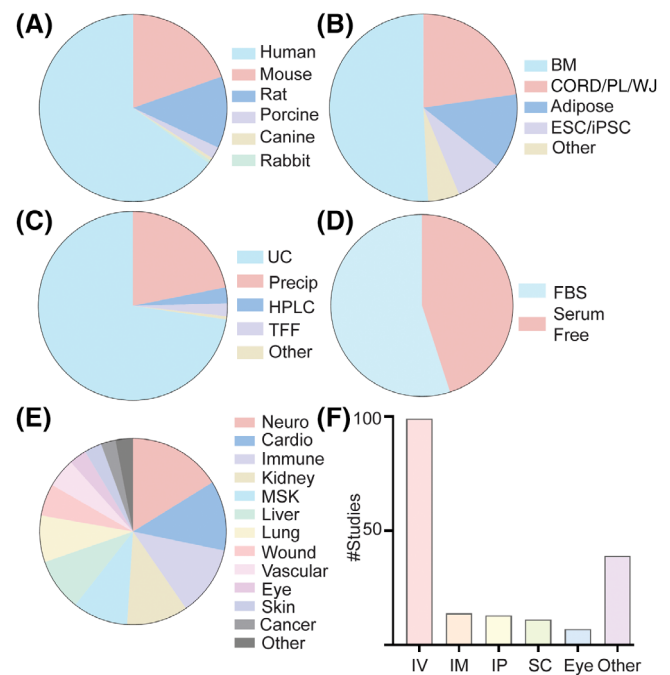 (A)
Human
Mouse
Rat
Porcine
Canine
Rabbit
(B)
BM
CORD/PL/WJ
Adipose
ESC/iPSC
Other
(C)
UC
Precip
HPLC
TFF
Other
(D)
FBS
Serum
Free
(E)
Neuro
Cardio
Immune
Kidney
MSK
Liver
Lung
Wound
Vascular
Eye
Skin
Cancer
Other
(F)
100
50
#Studies
IV IM IP SC Eye Other